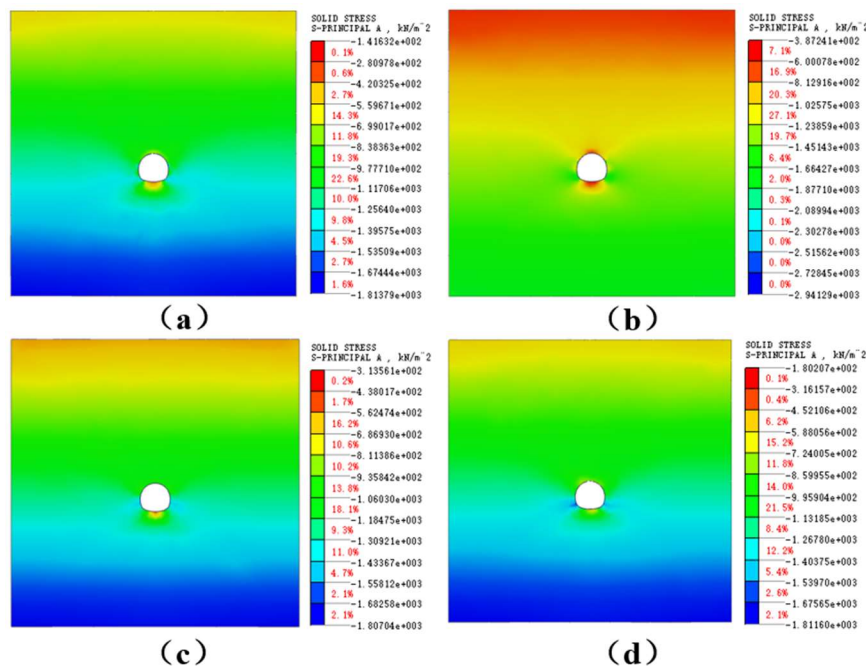 SOLID STRESS
S-PRINCIPAL A , kN/m^2
-1.41632e+002
0.1%
-2.80978e+002
0.6%
-4.20325e+002
2.7%
-5.59671e+002
14.3%
-6.99017e+002
11.8%
-8.38363e+002
19.3%
-9.77710e+002
22.6%
-1.11706e+003
10.0%
-1.25640e+003
9.8%
-1.39575e+003
4.5%
-1.53509e+003
2.7%
-1.67444e+003
1.6%
-1.81379e+003
(a)
SOLID STRESS
S-PRINCIPAL A , kN/m^2
-3.87241e+002
7.1%
-6.00078e+002
16.9%
-8.12916e+002
20.3%
-1.02575e+003
27.1%
-1.23859e+003
19.7%
-1.45143e+003
6.4%
-1.66427e+003
2.0%
-1.87710e+003
0.3%
-2.08994e+003
0.1%
-2.30278e+003
0.0%
-2.51562e+003
0.0%
-2.72845e+003
0.0%
-2.94129e+003
(b)
SOLID STRESS
S-PRINCIPAL A , kN/m^2
-3.13561e+002
0.2%
-4.38017e+002
1.7%
-5.62474e+002
16.2%
-6.86930e+002
10.6%
-8.11386e+002
10.2%
-9.35842e+002
13.8%
-1.06030e+003
18.1%
-1.18475e+003
9.3%
-1.30921e+003
11.0%
-1.43367e+003
4.7%
-1.55812e+003
2.1%
-1.68258e+003
2.1%
-1.80704e+003
(c)
SOLID STRESS
S-PRINCIPAL A , kN/m^2
-1.80207e+002
0.1%
-3.16157e+002
0.4%
-4.52106e+002
6.2%
-5.88056e+002
15.2%
-7.24005e+002
11.8%
-8.59955e+002
14.0%
-9.95904e+002
21.5%
-1.13185e+003
8.4%
-1.26780e+003
12.2%
-1.40375e+003
5.4%
-1.53970e+003
2.6%
-1.67565e+003
2.1%
-1.81160e+003
(d)